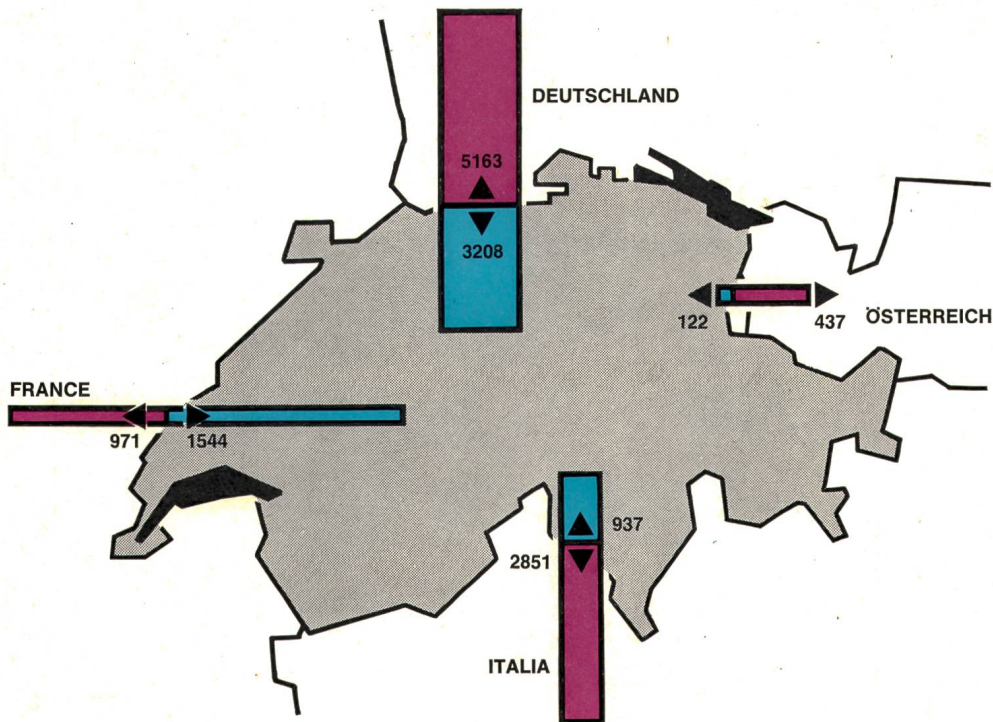 DEUTSCHLAND
5163
3208
122
437
ÖSTERREICH
FRANCE
971
1544
937
2851
ITALIA